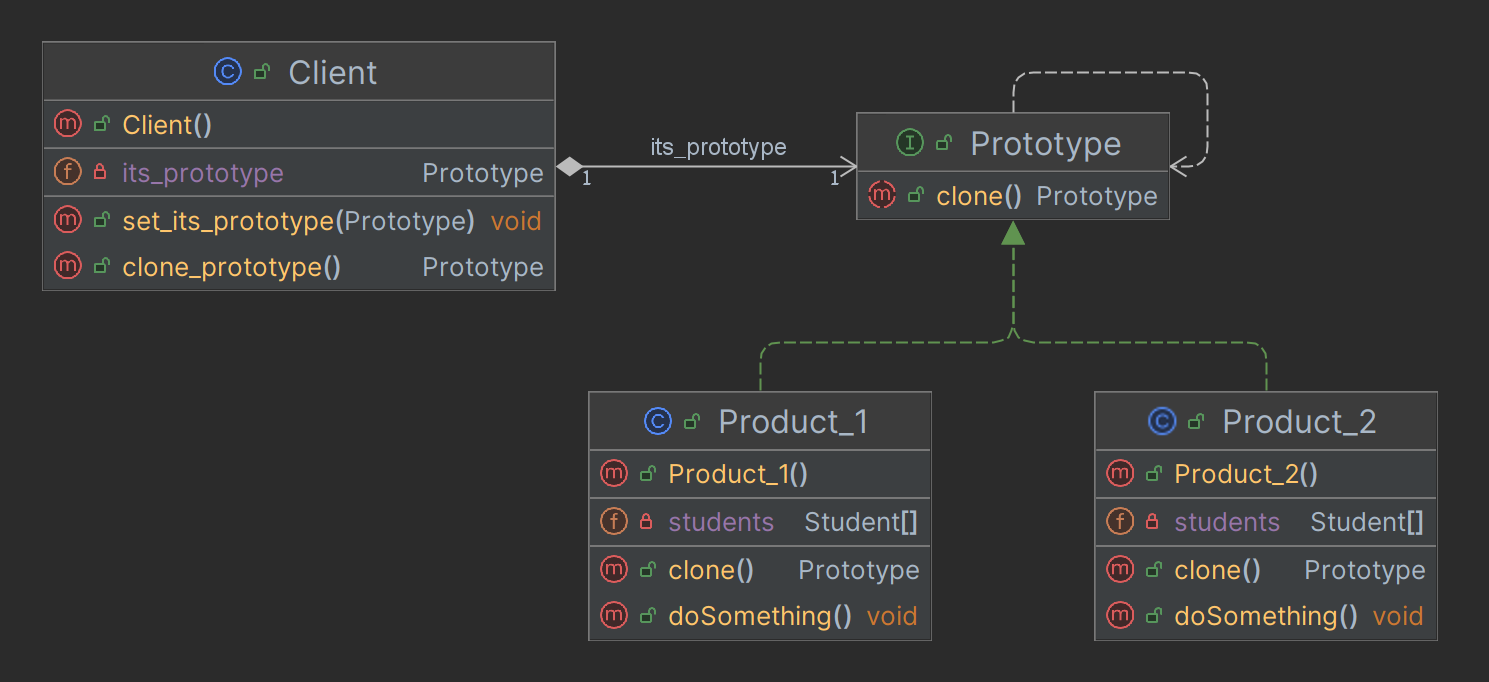 Client
Client()
its_prototype Prototype
set_its_prototype(Prototype) void
clone_prototype() Prototype
its_prototype
1 1
Prototype
clone() Prototype
Product_1
Product_1()
students Student[]
clone() Prototype
doSomething() void
Product_2
Product_2()
students Student[]
clone() Prototype
doSomething() void